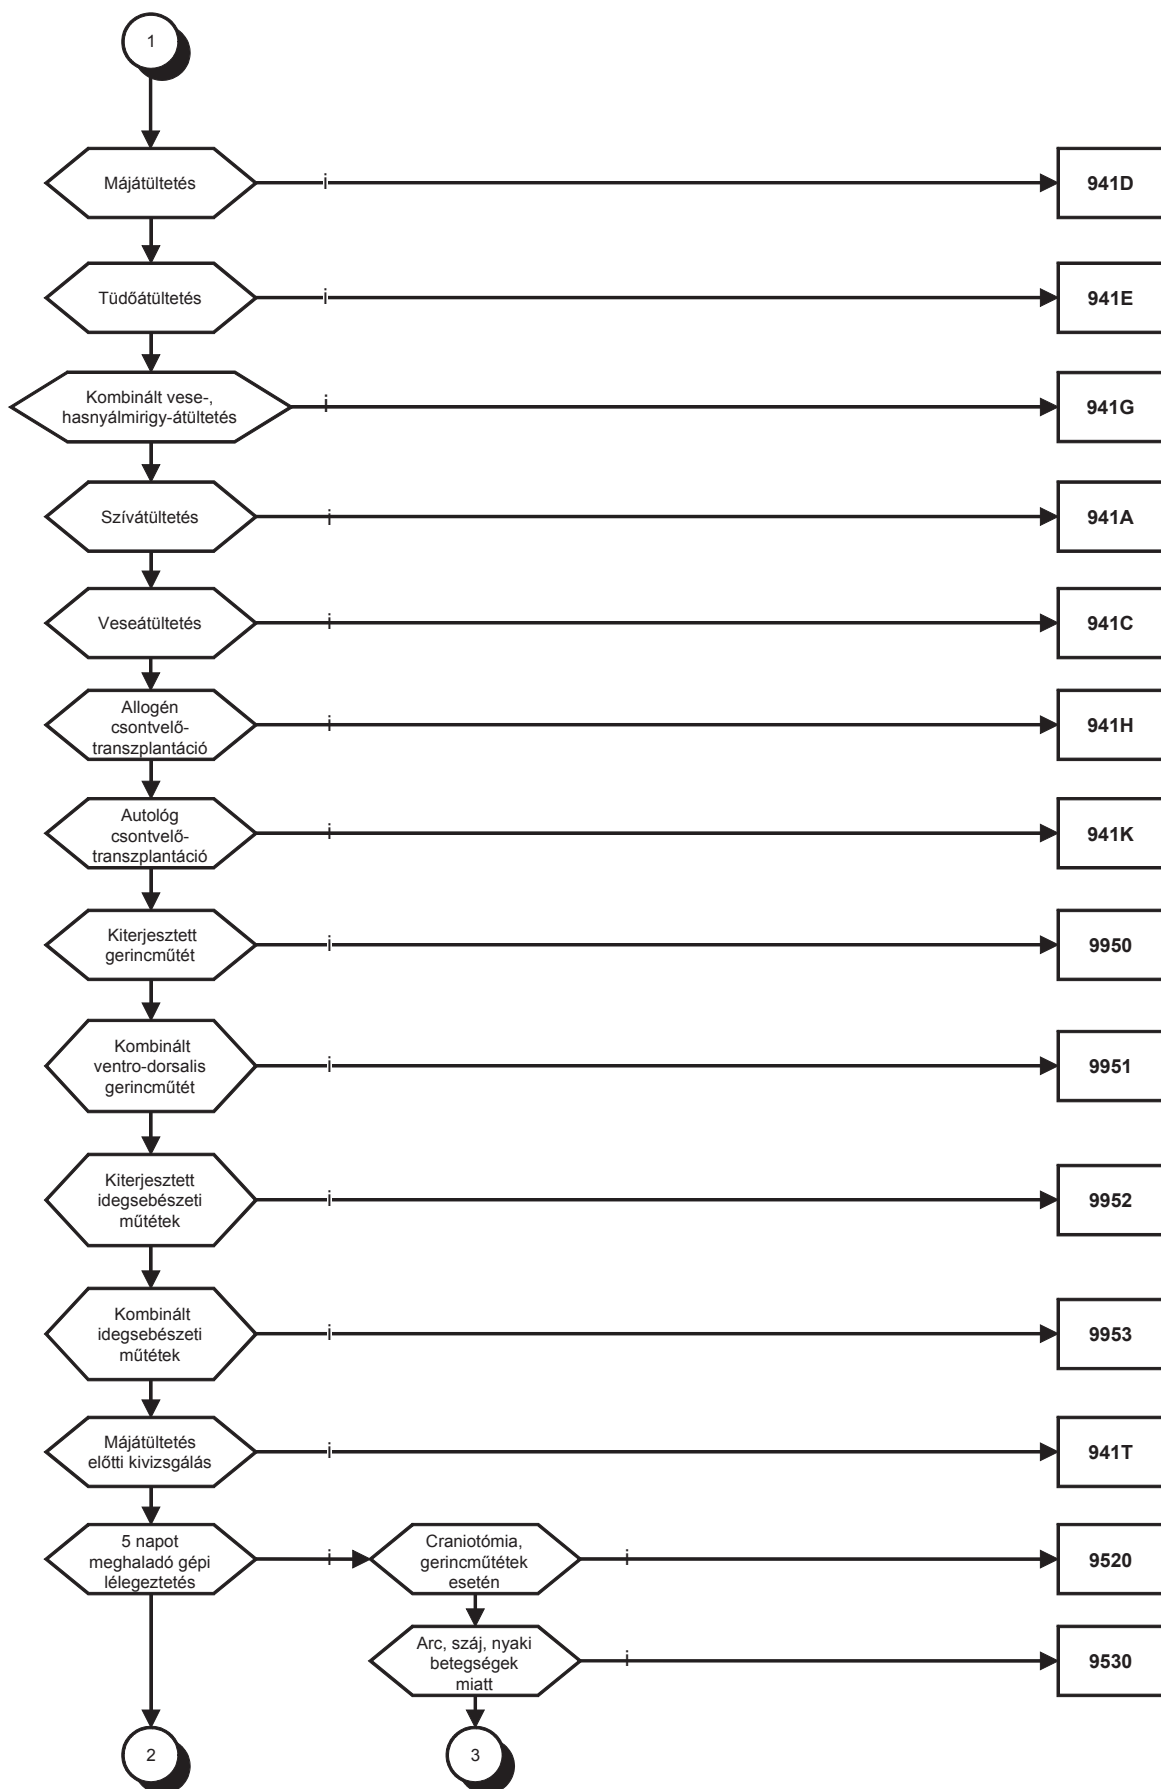 1
Májátültetés
i
941D
Tüdőátültetés
i
941E
Kombinált vese-,
hasnyálmirigy-átültetés
i
941G
Szívátültetés
i
941A
Veseátültetés
i
941C
Allogén
csontvelő-
transzplantáció
i
941H
Autológ
csontvelő-
transzplantáció
i
941K
Kiterjesztett
gerincműtét
i
9950
Kombinált
ventro-dorsalis
gerincműtét
i
9951
Kiterjesztett
idegsebészeti
műtétek
i
9952
Kombinált
idegsebészeti
műtétek
i
9953
Májátültetés
előtti kivizsgálás
i
941T
5 napot
meghaladó gépi
lélegeztetés
i
Craniotómia,
gerincműtétek
esetén
i
9520
Arc, száj, nyaki
betegségek
miatt
i
9530
2
3